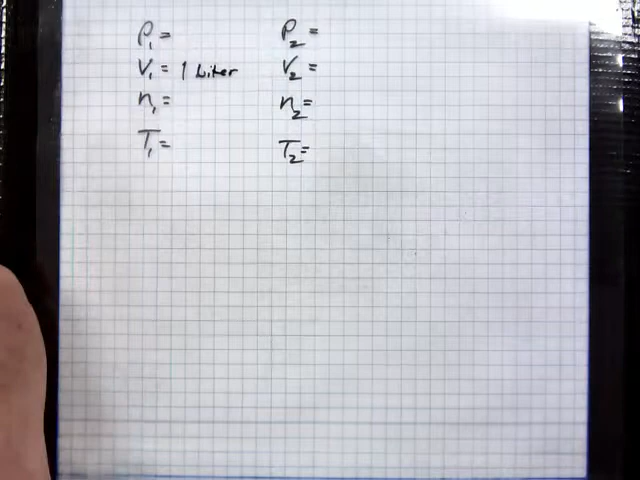 P₁ = P₂ =
V₁ = 1 Liter V₂ =
n₁ = n₂ =
T₁ = T₂ =